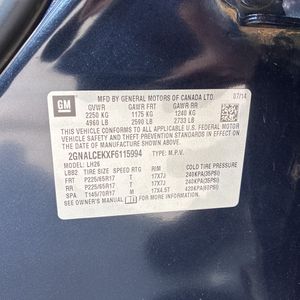 GM
MFD BY GENERAL MOTORS OF CANADA LTD.
07/14
GVWR GAWR FRT GAWR RR
2250 KG 1175 KG 1240 KG
4960 LB 2590 LB 2733 LB
THIS VEHICLE CONFORMS TO ALL APPLICABLE U.S. FEDERAL MOTOR
VEHICLE SAFETY AND THEFT PREVENTION STANDARDS IN EFFECT ON
THE DATE OF MANUFACTURE SHOWN ABOVE.
2GNALCEKXF6115994 TYPE: M.P.V.
MODEL: LH26
TIRE SIZE SPEED RTG RIM COLD TIRE PRESSURE
FRT P225/65R17 T 17X7J 240KPA(35PSI)
RR P225/65R17 T 17X7J 240KPA(35PSI)
SPA T145/70R17 M 17X4.5T 420KPA(60PSI)
SEE OWNER'S MANUAL FOR MORE INFORMATION.